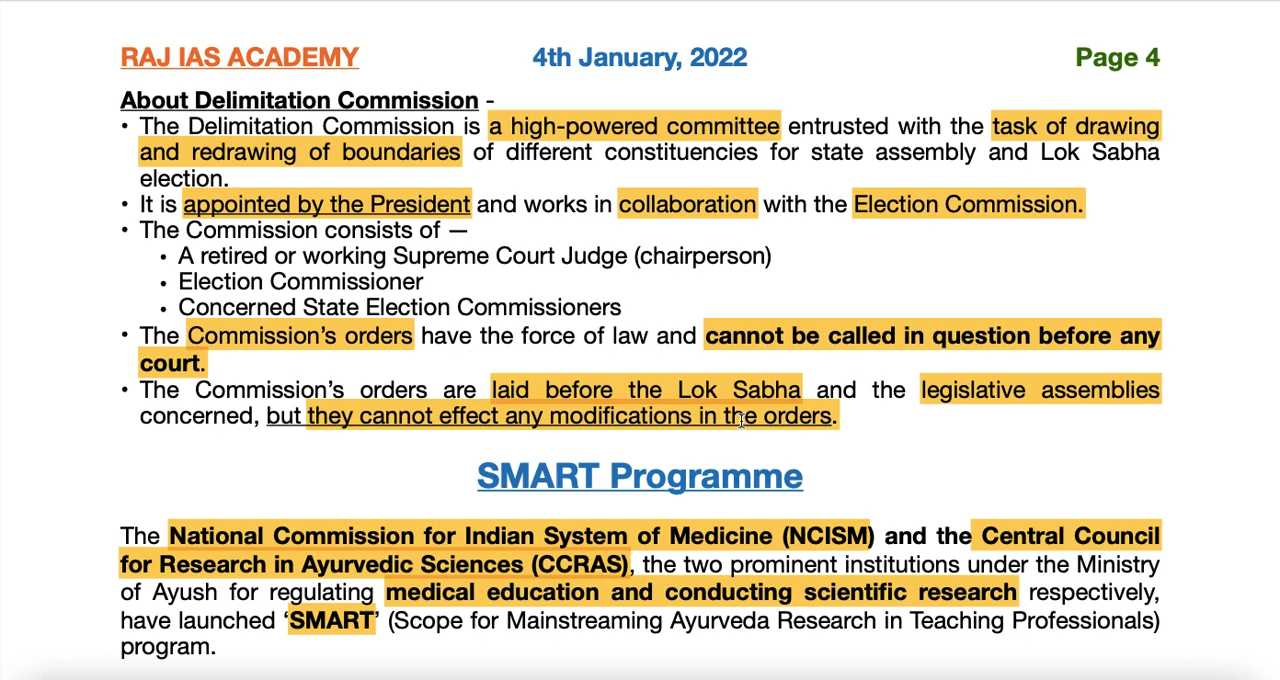 RAJ IAS ACADEMY 4th January, 2022 Page 4
About Delimitation Commission -
• The Delimitation Commission is a high-powered committee entrusted with the task of drawing
and redrawing of boundaries of different constituencies for state assembly and Lok Sabha
election.
• It is appointed by the President and works in collaboration with the Election Commission.
• The Commission consists of —
• A retired or working Supreme Court Judge (chairperson)
• Election Commissioner
• Concerned State Election Commissioners
• The Commission's orders have the force of law and cannot be called in question before any
court.
• The Commission's orders are laid before the Lok Sabha and the legislative assemblies
concerned, but they cannot effect any modifications in the orders.
SMART Programme
The National Commission for Indian System of Medicine (NCISM) and the Central Council
for Research in Ayurvedic Sciences (CCRAS), the two prominent institutions under the Ministry
of Ayush for regulating medical education and conducting scientific research respectively,
have launched ‘SMART’ (Scope for Mainstreaming Ayurveda Research in Teaching Professionals)
program.